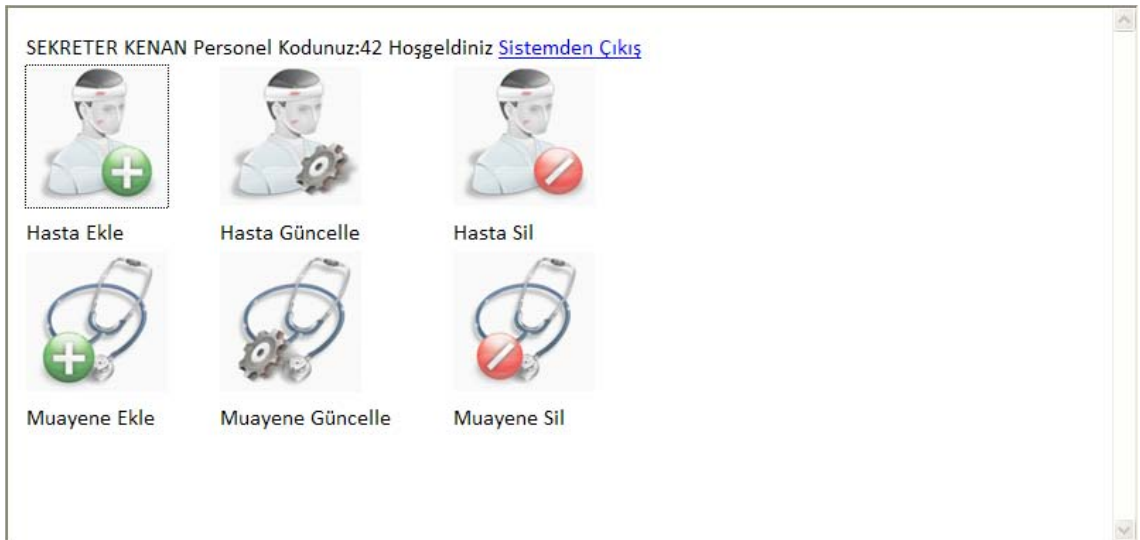 SEKRETER KENAN Personel Kodunuz:42 Hoşgeldiniz Sistemden Çıkış
Hasta Ekle Hasta Güncelle Hasta Sil
Muayene Ekle Muayene Güncelle Muayene Sil